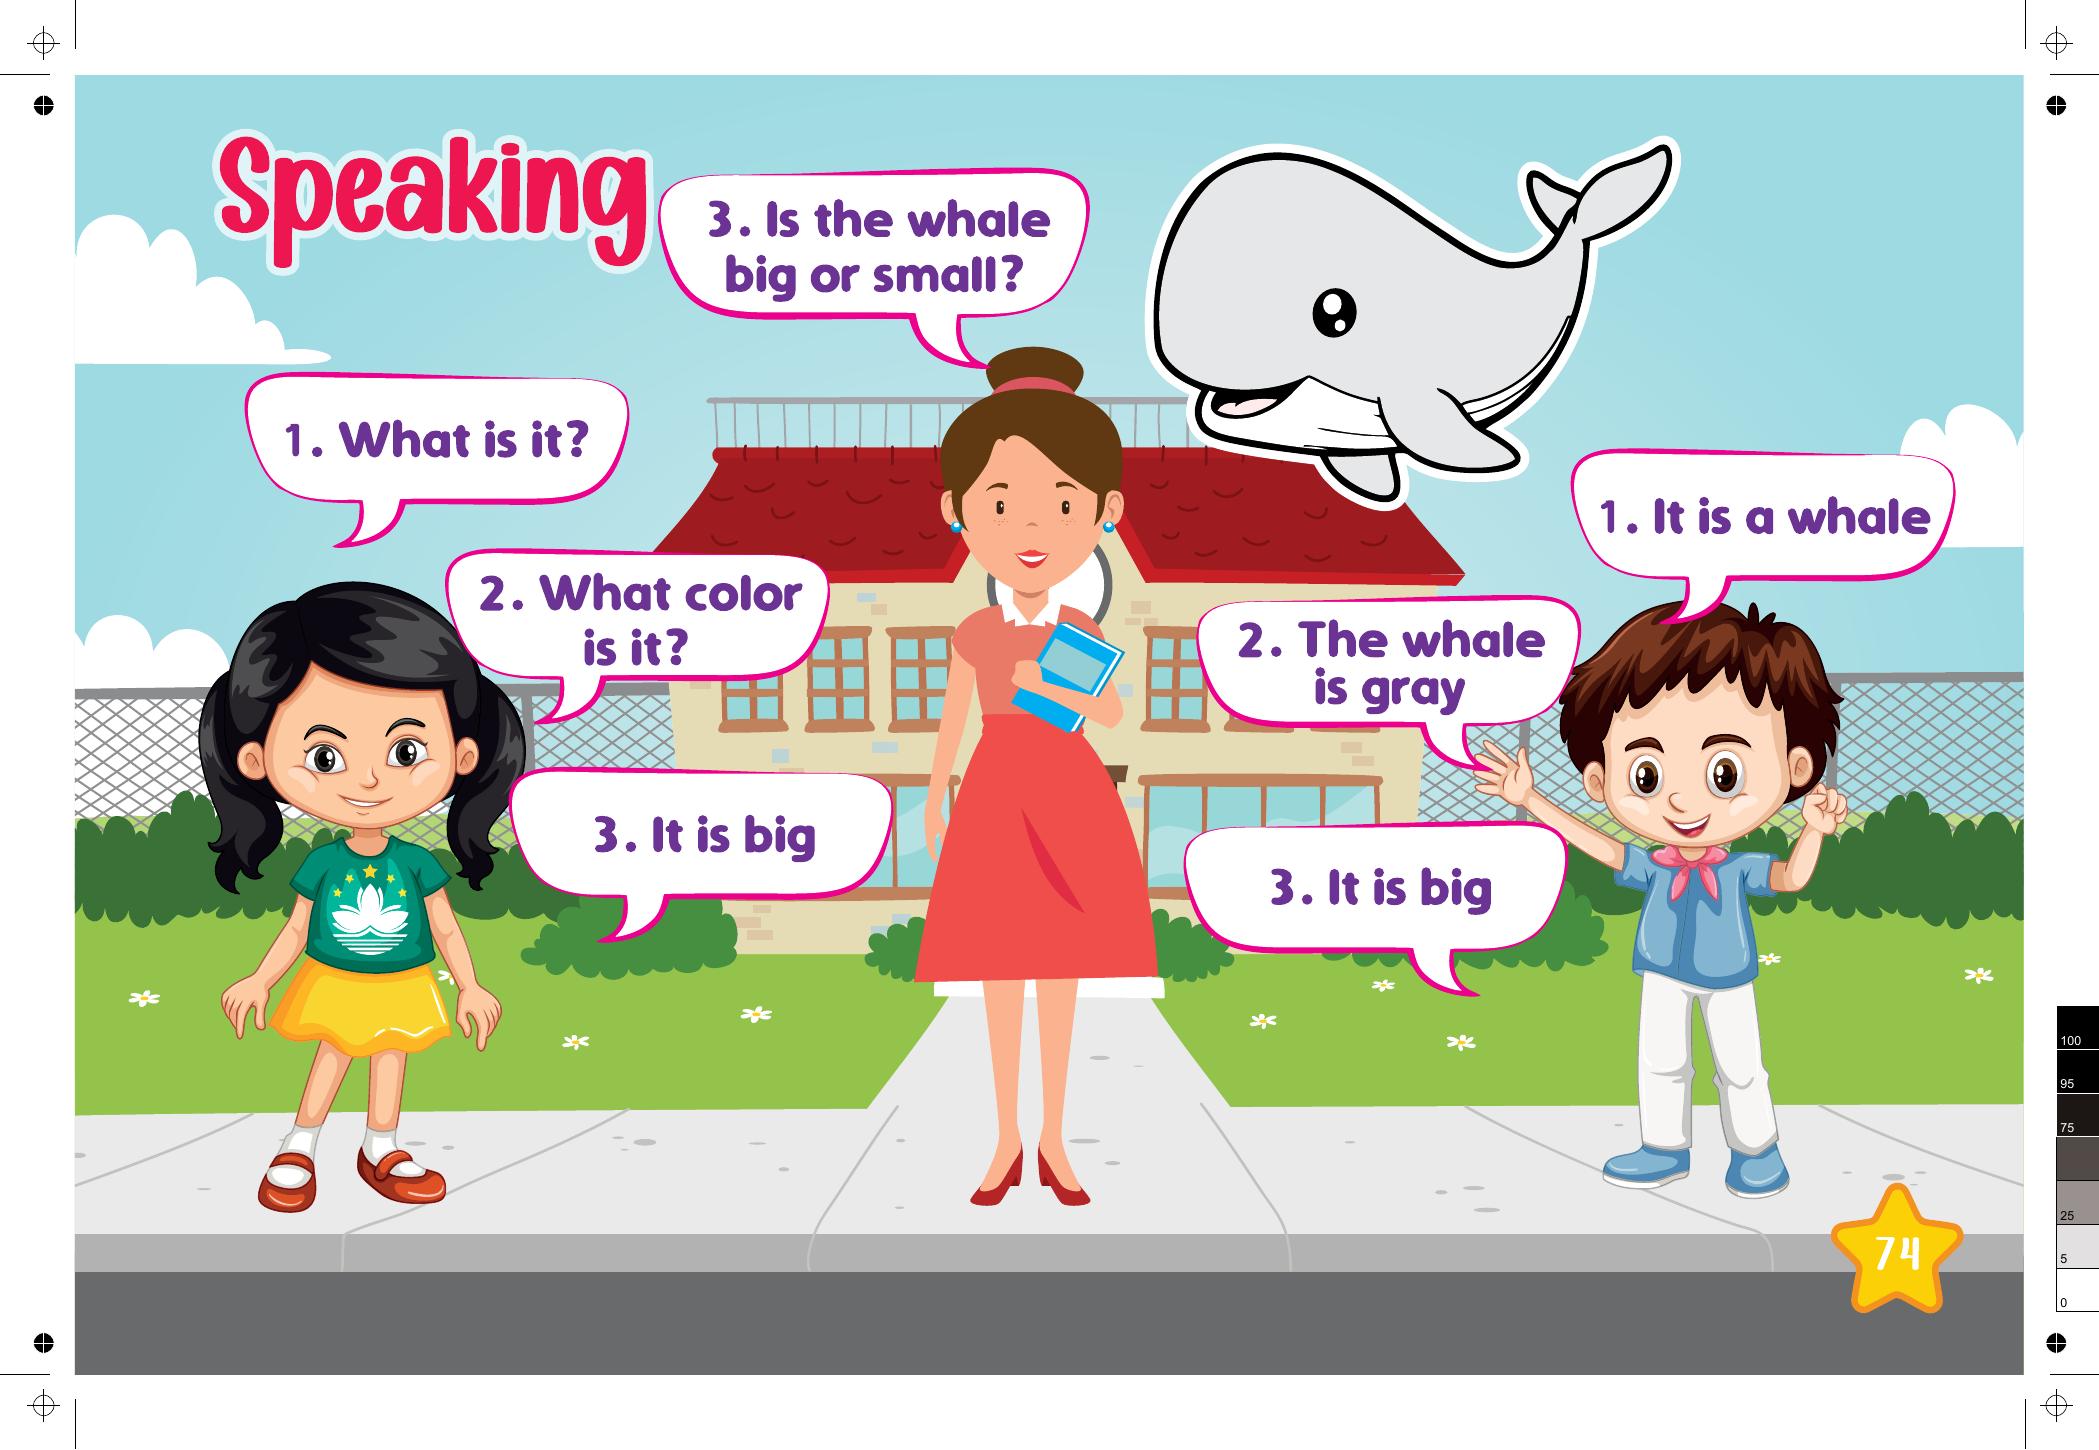 Speaking
3. Is the whale
big or small?
1. What is it?
1. It is a whale
2. What color
is it?
2. The whale
is gray
3. It is big
3. It is big
74
100
95
75
25
5
0